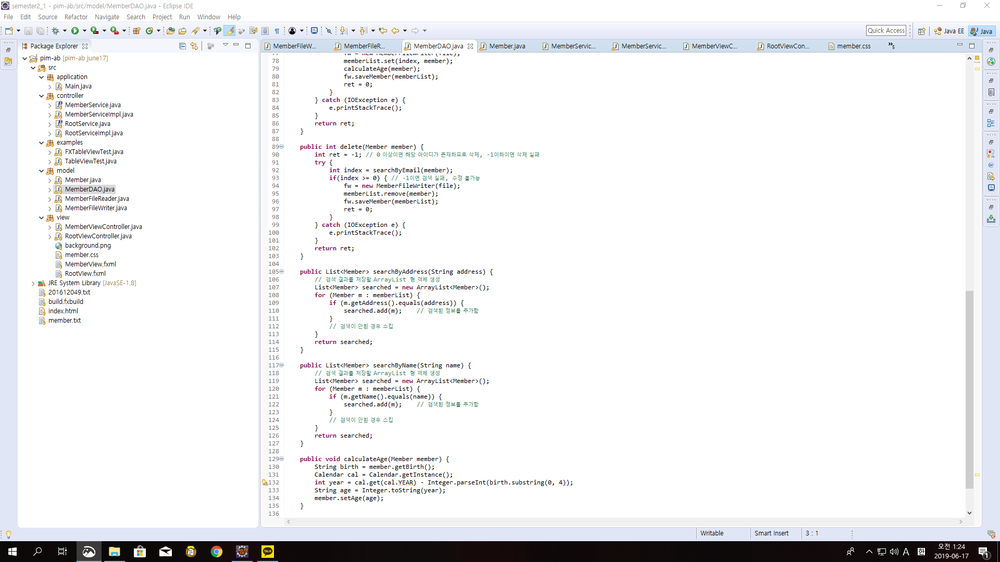 semester2_1 - pim-ab/src/model/MemberDAO.java - Eclipse IDE
File Edit Source Refactor Navigate Search Project Run Window Help
Quick Access
Java EE
Java
Package Explorer
MemberFileW...
MemberFileR...
MemberDAO.java
Member.java
MemberServic...
MemberServic...
MemberViewC...
RootViewCon...
member.css
»5
pim-ab [pim-ab june17]
src
application
Main.java
controller
MemberService.java
MemberServiceImpl.java
RootService.java
RootServiceImpl.java
examples
FXTableViewTest.java
TableViewTest.java
model
Member.java
MemberDAO.java
MemberFileReader.java
MemberFileWriter.java
view
MemberViewController.java
RootViewController.java
background.png
member.css
MemberView.fxml
RootView.fxml
JRE System Library [JavaSE-1.8]
201612049.txt
build.fxbuild
index.html
member.txt
77 fw = new MemberFileWriter(file);
78 memberList.set(index, member);
79 calculateAge(member);
80 fw.saveMember(memberList);
81 ret = 0;
82 }
83 } catch (IOException e) {
84 e.printStackTrace();
85 }
86 return ret;
87 }
88
89 public int delete(Member member) {
90 int ret = -1; // 0 이상이면 해당 아이디가 존재하므로 삭제, -1이하이면 삭제 실패
91 try {
92 int index = searchByEmail(member);
93 if(index >= 0) { // -1이면 검색 실패, 수정 불가능
94 fw = new MemberFileWriter(file);
95 memberList.remove(member);
96 fw.saveMember(memberList);
97 ret = 0;
98 }
99 } catch (IOException e) {
100 e.printStackTrace();
101 }
102 return ret;
103 }
104
105 public List<Member> searchByAddress(String address) {
106 // 검색 결과를 저장할 ArrayList 형 객체 생성
107 List<Member> searched = new ArrayList<Member>();
108 for (Member m : memberList) {
109 if (m.getAddress().equals(address)) {
110 searched.add(m); // 검색된 정보를 추가함
111 }
112 // 검색이 안된 경우 스킵
113 }
114 return searched;
115 }
116
117 public List<Member> searchByName(String name) {
118 // 검색 결과를 저장할 ArrayList 형 객체 생성
119 List<Member> searched = new ArrayList<Member>();
120 for (Member m : memberList) {
121 if (m.getName().equals(name)) {
122 searched.add(m); // 검색된 정보를 추가함
123 }
124 // 검색이 안된 경우 스킵
125 }
126 return searched;
127 }
128
129 public void calculateAge(Member member) {
130 String birth = member.getBirth();
131 Calendar cal = Calendar.getInstance();
132 int year = cal.get(cal.YEAR) - Integer.parseInt(birth.substring(0, 4));
133 String age = Integer.toString(year);
134 member.setAge(age);
135 }
136
Writable
Smart Insert
3 : 1
TALK
A
한
오전 1:24
2019-06-17
1